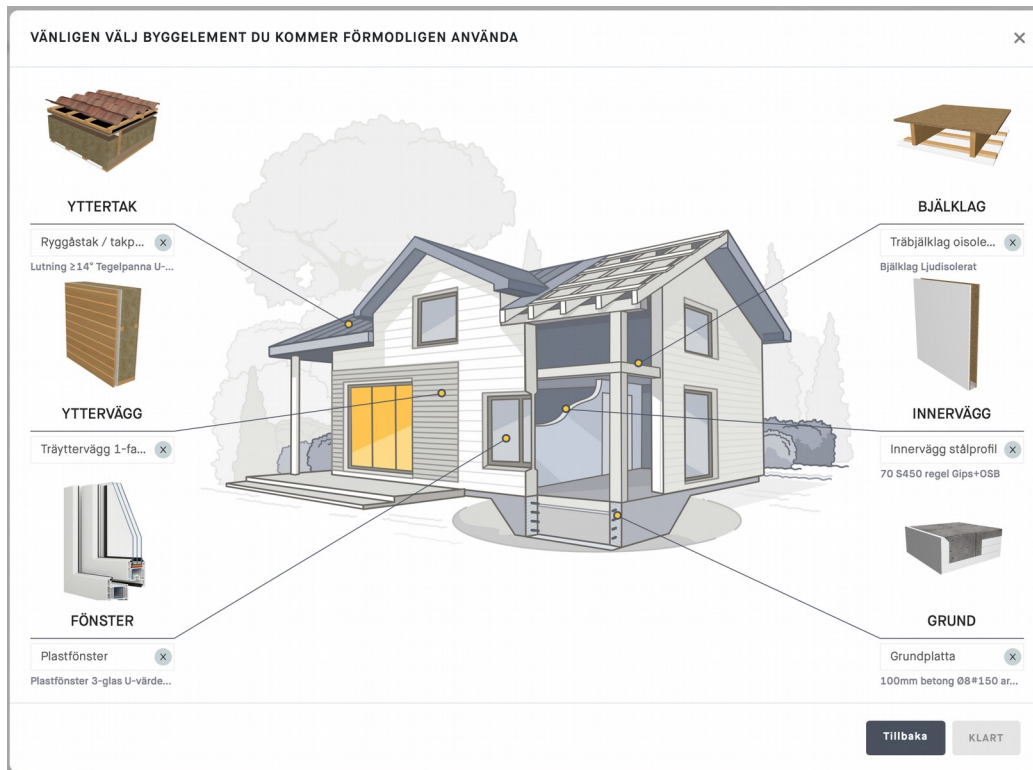 VÄNLIGEN VÄLJ BYGGELEMENT DU KOMMER FÖRMODLIGEN ANVÄNDA
×
YTTERTAK
Ryggåstak / takp... X
Lutning ≥14° Tegelpanna U-...
YTTERVÄGG
Träyttervägg 1-fa... X
FÖNSTER
Plastfönster X
Plastfönster 3-glas U-värde...
BJÄLKLAG
Träbjälklag oisole... X
Bjälklag Ljudisolerat
INNERVÄGG
Innervägg stålprofil X
70 S450 regel Gips+OSB
GRUND
Grundplatta X
100mm betong Ø8#150 ar...
Tillbaka
KLART